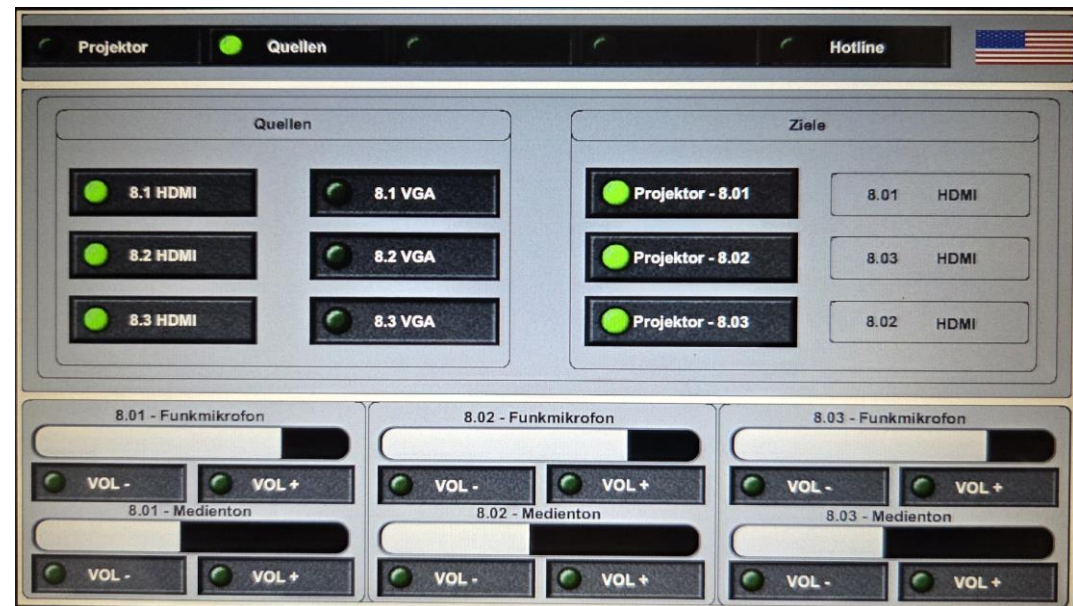 Projektor Quellen Hotline
Quellen
8.1 HDMI 8.1 VGA
8.2 HDMI 8.2 VGA
8.3 HDMI 8.3 VGA
Ziele
Projektor - 8.01 8.01 HDMI
Projektor - 8.02 8.03 HDMI
Projektor - 8.03 8.02 HDMI
8.01 - Funkmikrofon
VOL - VOL +
8.01 - Medienton
VOL - VOL +
8.02 - Funkmikrofon
VOL - VOL +
8.02 - Medienton
VOL - VOL +
8.03 - Funkmikrofon
VOL - VOL +
8.03 - Medienton
VOL - VOL +